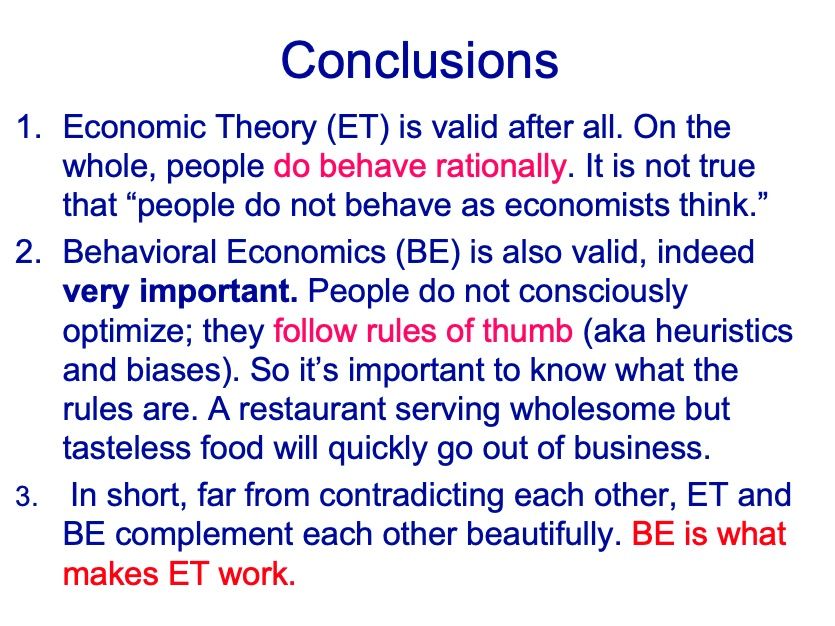 Conclusions
1. Economic Theory (ET) is valid after all. On the
whole, people do behave rationally. It is not true
that “people do not behave as economists think.”
2. Behavioral Economics (BE) is also valid, indeed
very important. People do not consciously
optimize; they follow rules of thumb (aka heuristics
and biases). So it’s important to know what the
rules are. A restaurant serving wholesome but
tasteless food will quickly go out of business.
3. In short, far from contradicting each other, ET and
BE complement each other beautifully. BE is what
makes ET work.